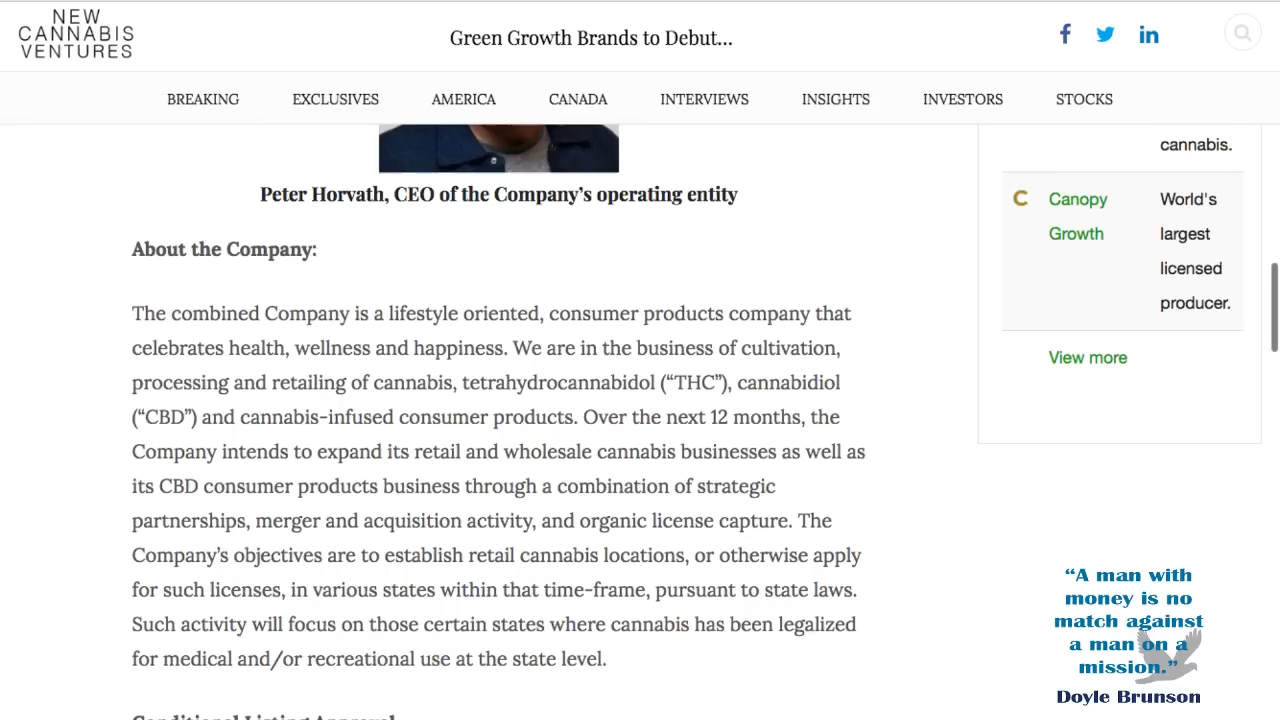 NEW
CANNABIS
VENTURES
Green Growth Brands to Debut...
BREAKING
EXCLUSIVES
AMERICA
CANADA
INTERVIEWS
INSIGHTS
INVESTORS
STOCKS
Peter Horvath, CEO of the Company’s operating entity
About the Company:
The combined Company is a lifestyle oriented, consumer products company that
celebrates health, wellness and happiness. We are in the business of cultivation,
processing and retailing of cannabis, tetrahydrocannabidol (“THC”), cannabidiol
(“CBD”) and cannabis-infused consumer products. Over the next 12 months, the
Company intends to expand its retail and wholesale cannabis businesses as well as
its CBD consumer products business through a combination of strategic
partnerships, merger and acquisition activity, and organic license capture. The
Company’s objectives are to establish retail cannabis locations, or otherwise apply
for such licenses, in various states within that time-frame, pursuant to state laws.
Such activity will focus on those certain states where cannabis has been legalized
for medical and/or recreational use at the state level.
Conditional Listing Approval
cannabis.
Canopy
Growth
World's
largest
licensed
producer.
View more
“A man with
money is no
match against
a man on a
mission.”
Doyle Brunson